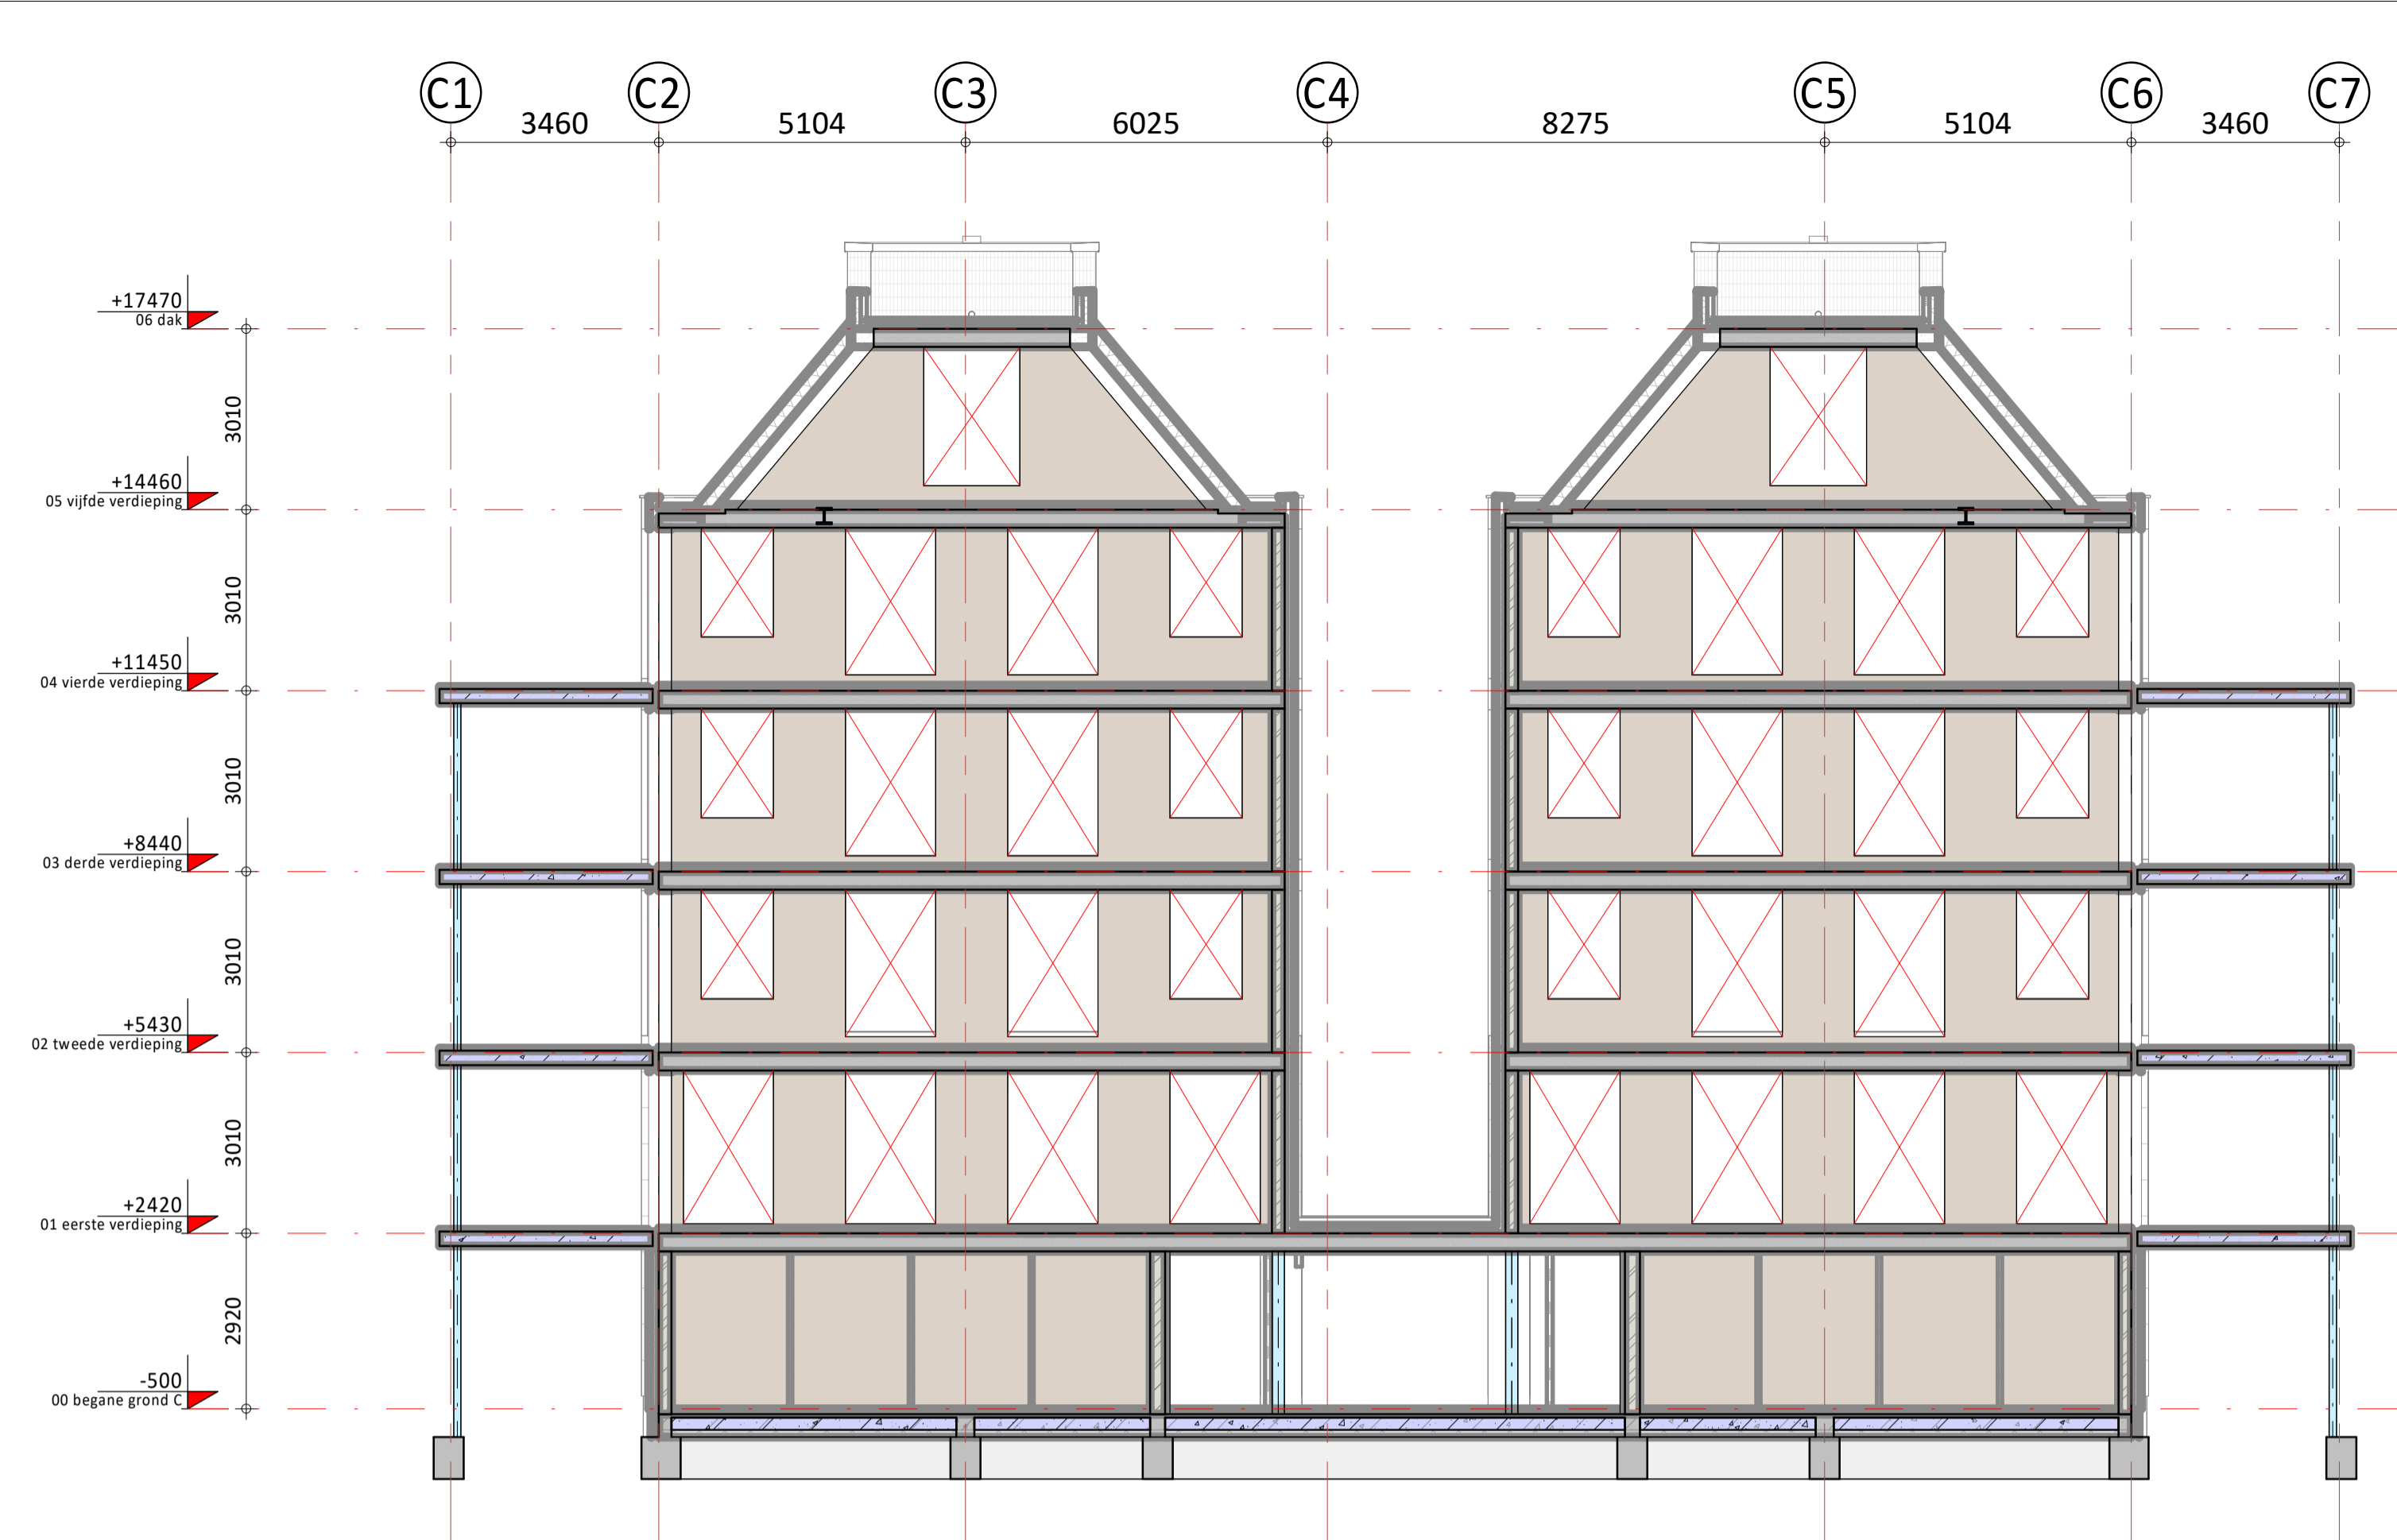 C1 C2 C3 C4 C5 C6 C7
3460 5104 6025 8275 5104 3460
+17470
06 dak
3010
+14460
05 vijfde verdieping
3010
+11450
04 vierde verdieping
3010
+8440
03 derde verdieping
3010
+5430
02 tweede verdieping
3010
+2420
01 eerste verdieping
2920
-500
00 begane grond C